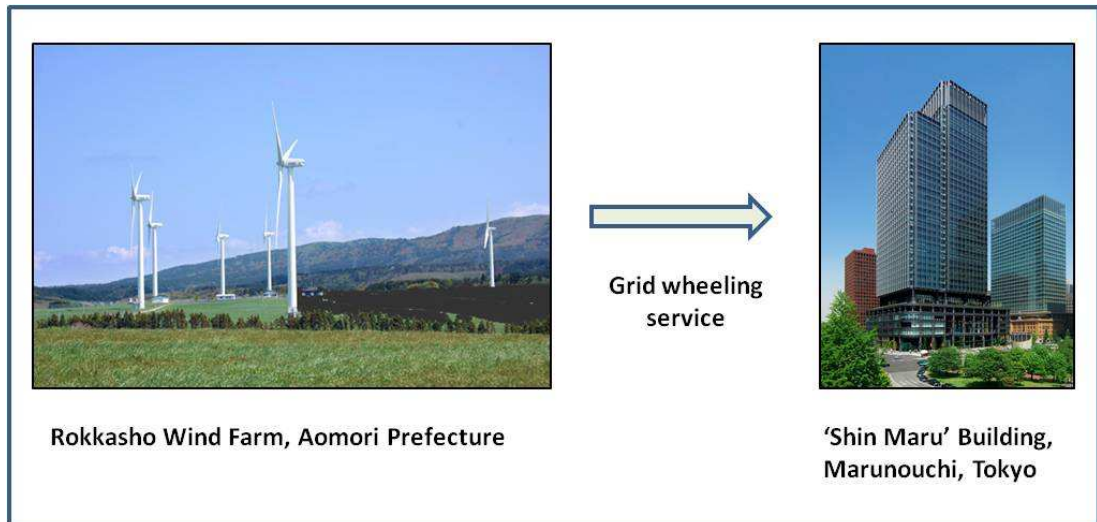 Grid wheeling
service
Rokkasho Wind Farm, Aomori Prefecture
‘Shin Maru’ Building,
Marunouchi, Tokyo